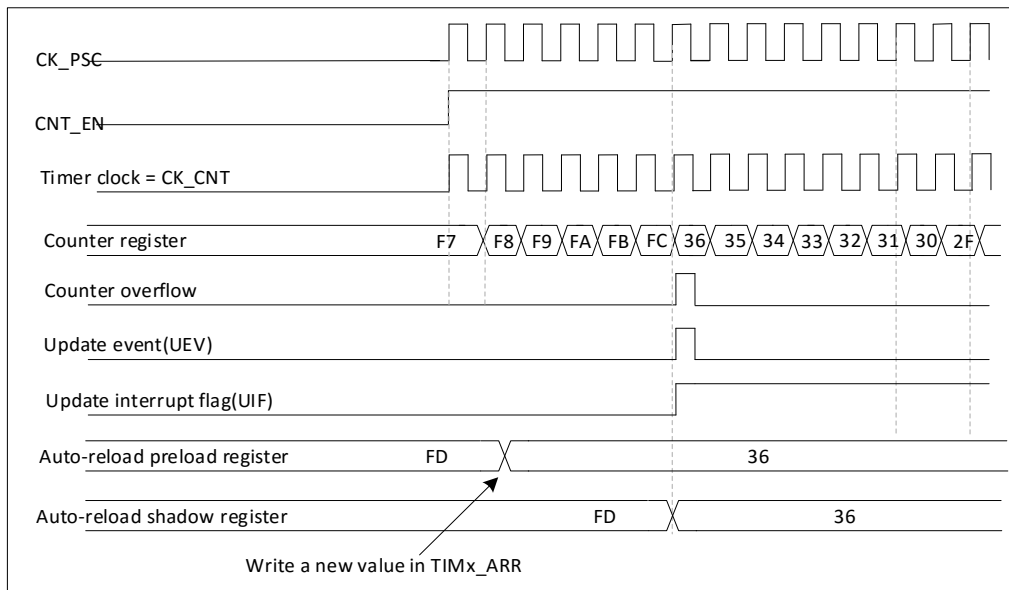 CK_PSC
CNT_EN
Timer clock = CK_CNT
Counter register F7 F8 F9 FA FB FC 36 35 34 33 32 31 30 2F
Counter overflow
Update event(UEV)
Update interrupt flag(UIF)
Auto-reload preload register FD 36
Auto-reload shadow register FD 36
Write a new value in TIMx_ARR